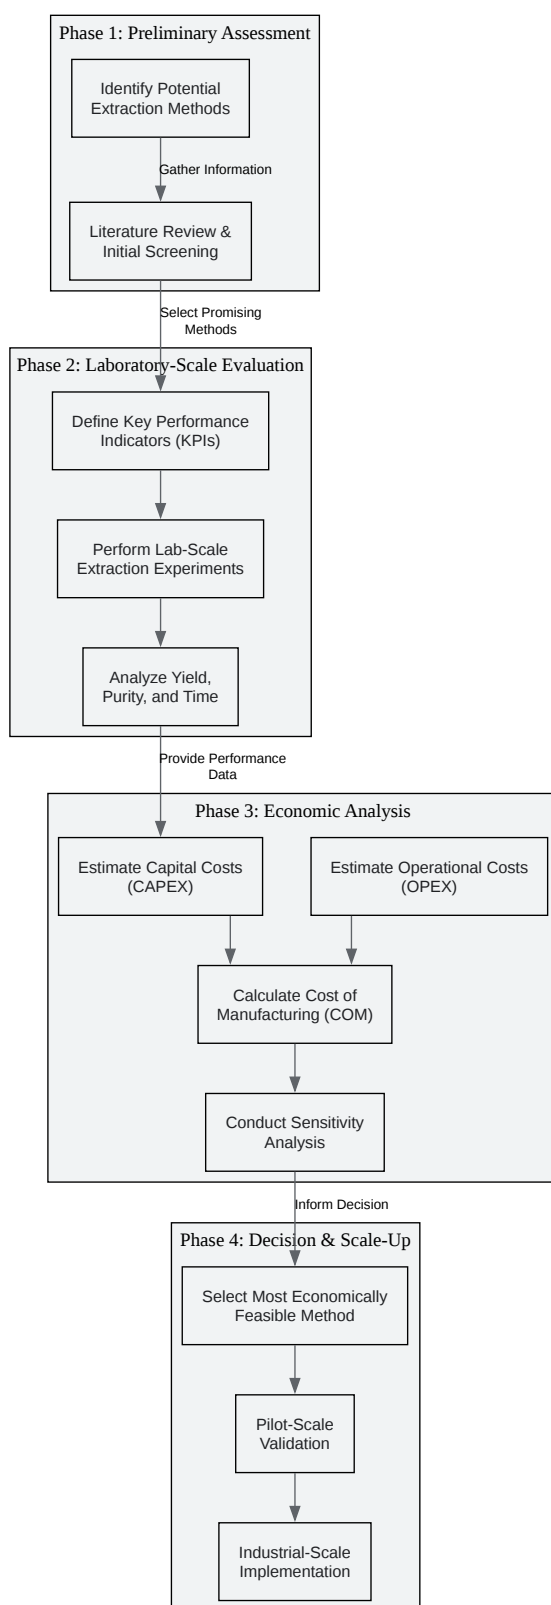 Phase 1: Preliminary Assessment
Identify Potential
Extraction Methods
Gather Information
Literature Review &
Initial Screening
Select Promising
Methods
Phase 2: Laboratory-Scale Evaluation
Define Key Performance
Indicators (KPIs)
Perform Lab-Scale
Extraction Experiments
Analyze Yield,
Purity, and Time
Provide Performance
Data
Phase 3: Economic Analysis
Estimate Capital Costs
(CAPEX)
Estimate Operational Costs
(OPEX)
Calculate Cost of
Manufacturing (COM)
Conduct Sensitivity
Analysis
Inform Decision
Phase 4: Decision & Scale-Up
Select Most Economically
Feasible Method
Pilot-Scale
Validation
Industrial-Scale
Implementation